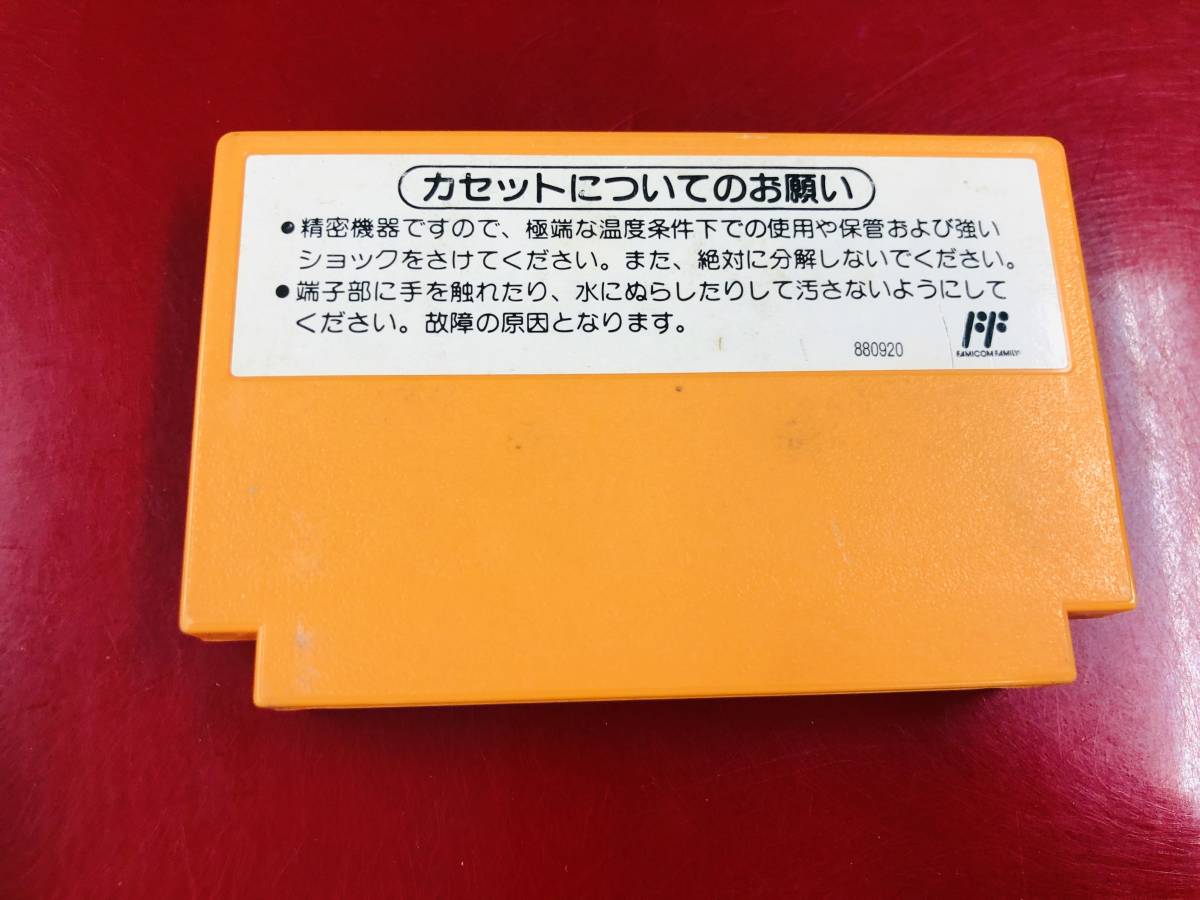 カセットについてのお願い
●精密機器ですので、極端な温度条件下での使用や保管および強い
ショックをさけてください。また、絶対に分解しないでください。
●端子部に手を触れたり、水にぬらしたりして汚さないようにして
ください。故障の原因となります。
880920
FF
FAMICOM FAMILY